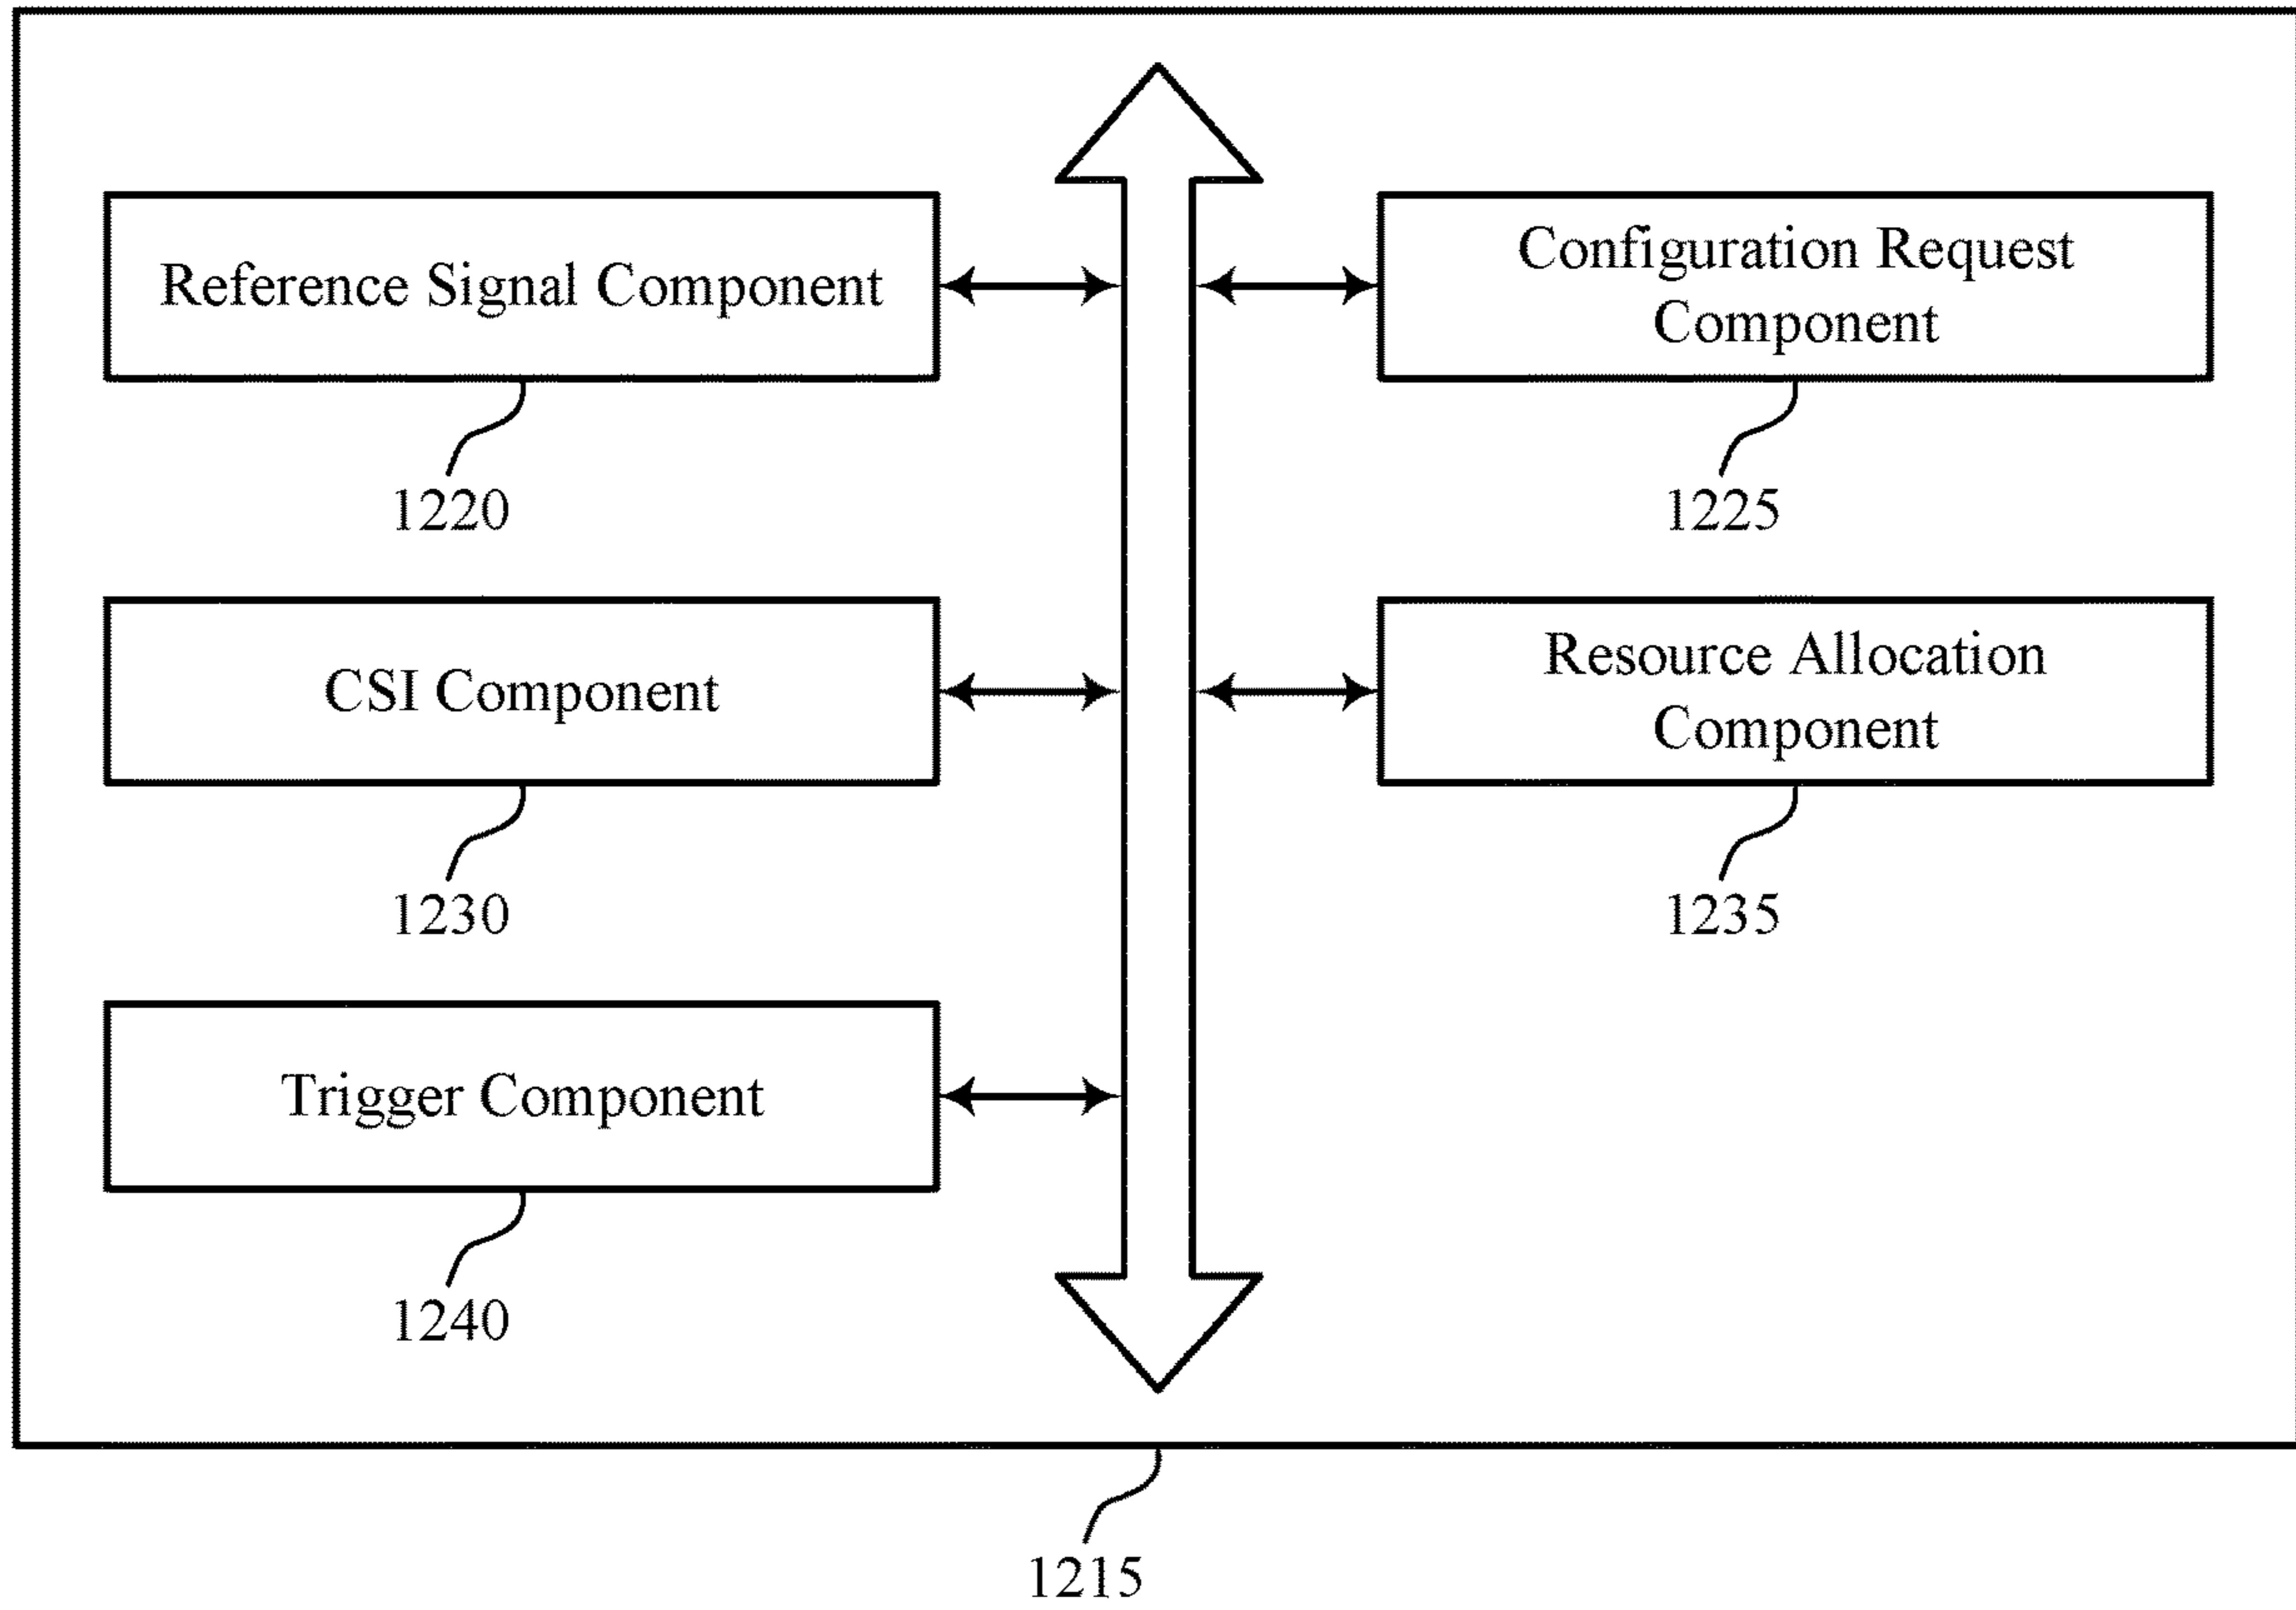 Reference Signal Component
Configuration Request
Component
1220
1225
CSI Component
Resource Allocation
Component
1230
1235
Trigger Component
1240
1215